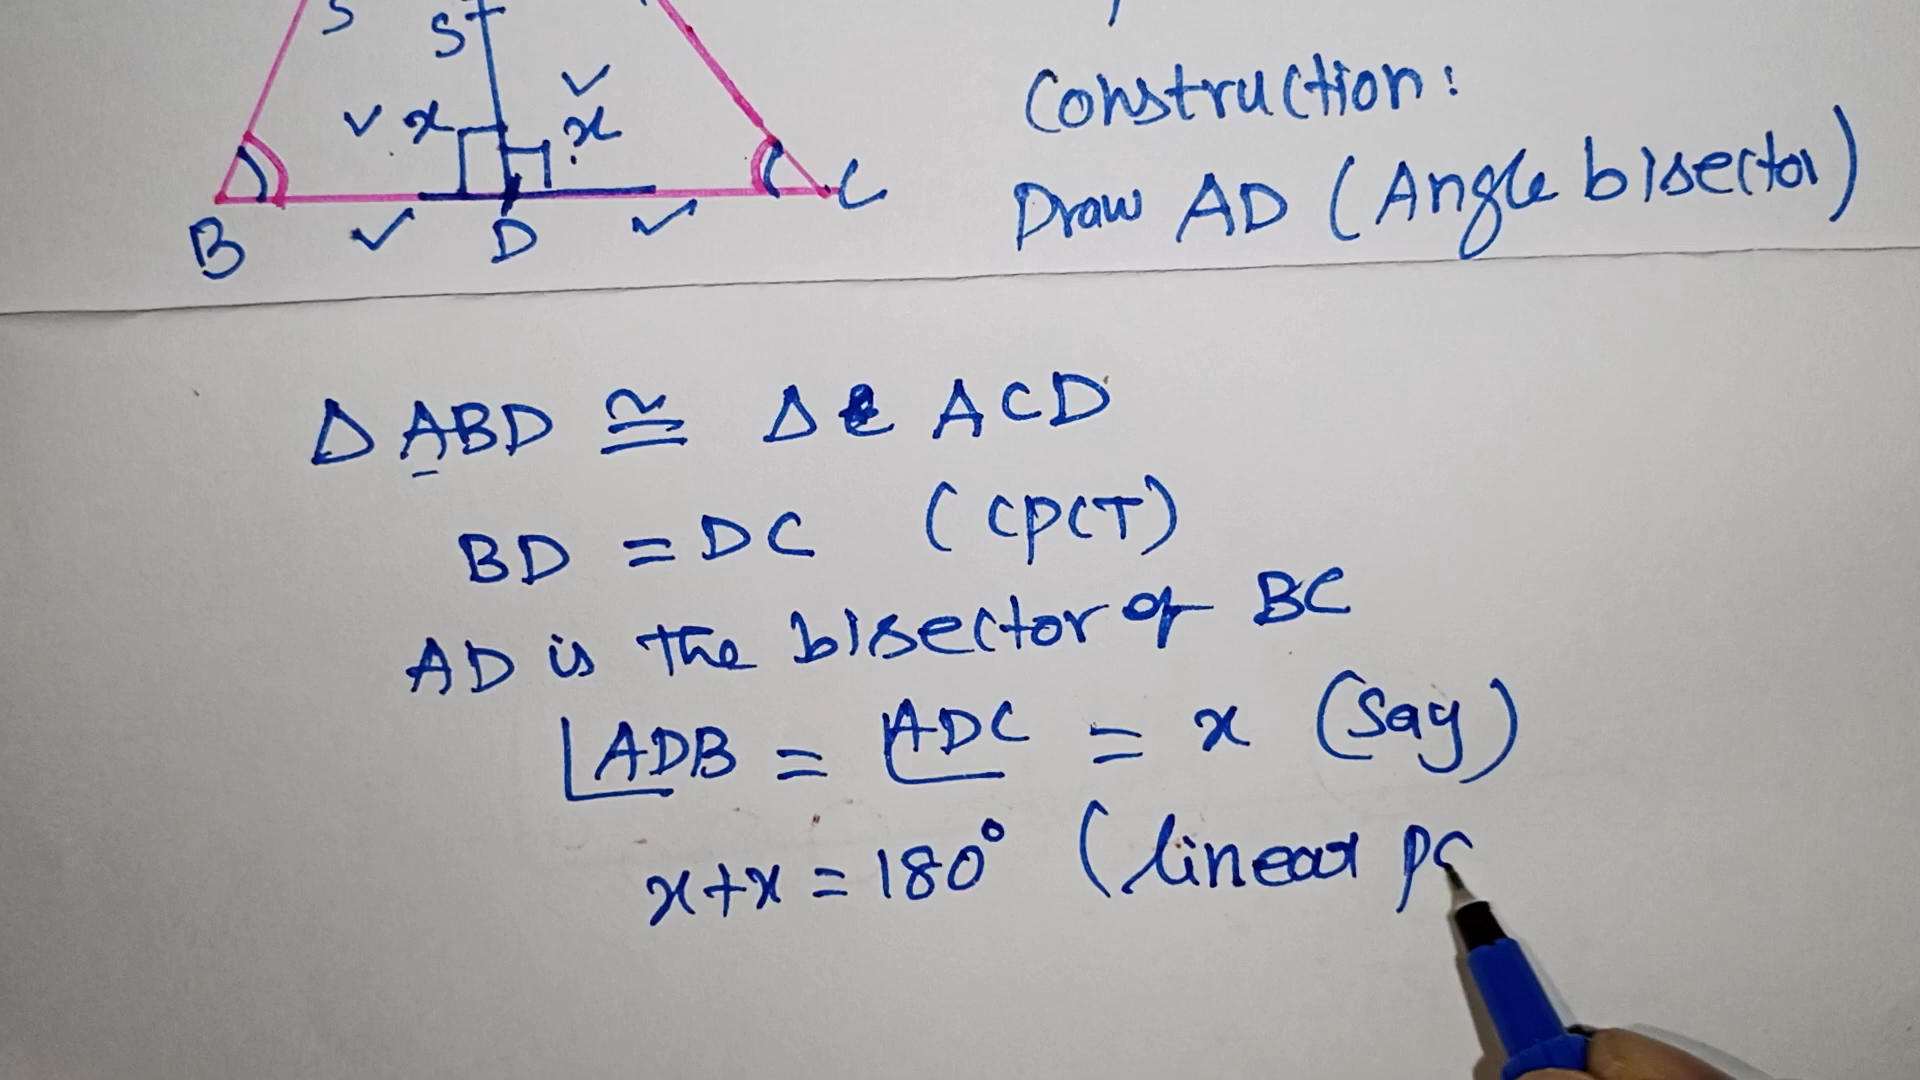 S
S
Construction:
✓ x
✓
x
Draw AD (Angle bisector)
B ✓ D ✓ C
Δ ABD ≅ Δ ACD
BD = DC (CPCT)
AD is the bisector of BC
∠ADB = ∠ADC = x (Say)
x+x = 180° (linear pa